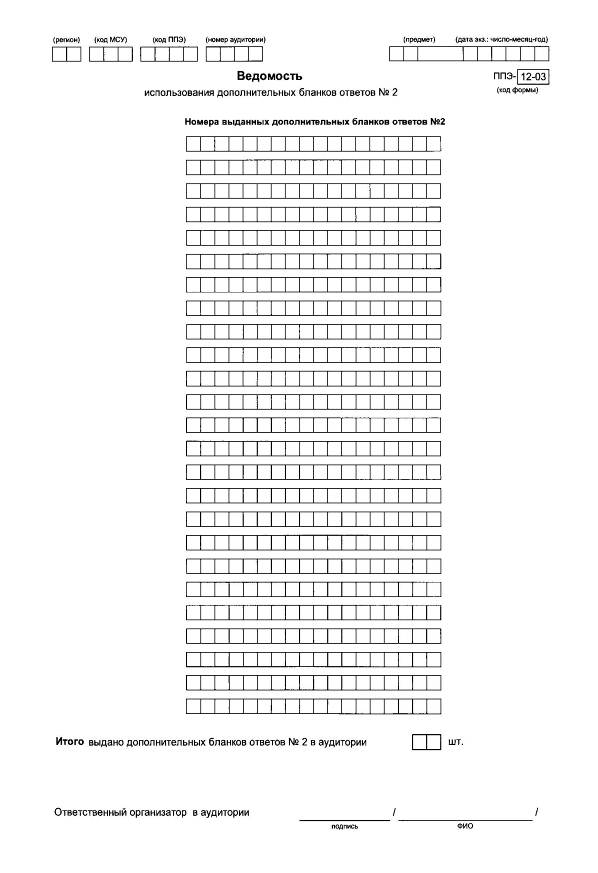 (регион) (код МСУ) (код ППЭ) (номер аудитории) (предмет) (дата экз.: число-месяц-год)
Ведомость ППЭ- 12-03
использования дополнительных бланков ответов № 2 (код формы)
Номера выданных дополнительных бланков ответов №2
Итого выдано дополнительных бланков ответов № 2 в аудитории шт.
Ответственный организатор в аудитории / /
подпись ФИО